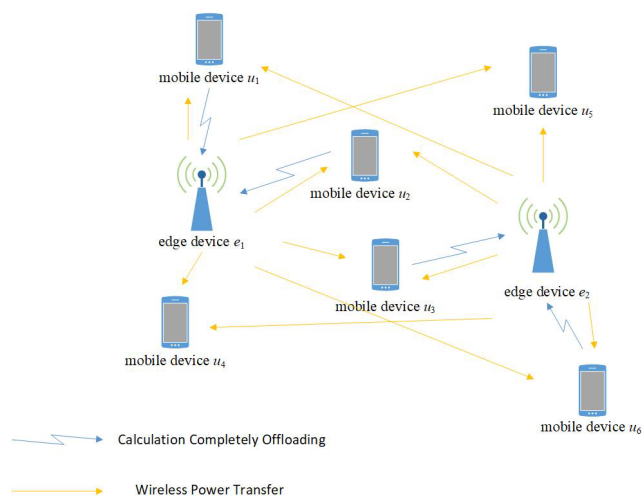 mobile device u1
mobile device u5
mobile device u2
edge device e1
edge device e2
mobile device u3
mobile device u4
mobile device u6
Calculation Completely Offloading
Wireless Power Transfer